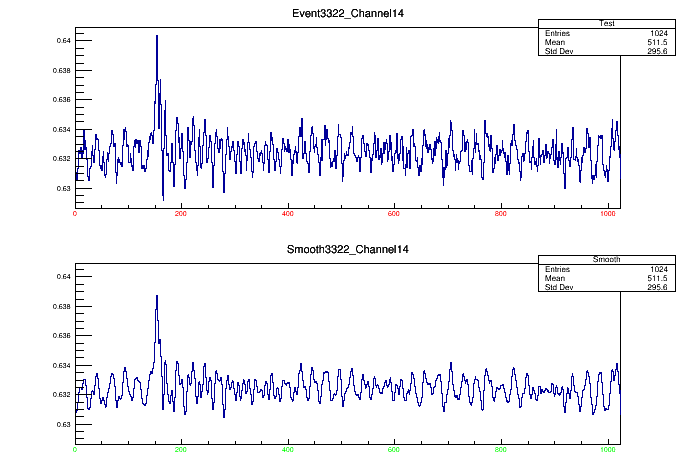 Event3322_Channel14
Test
Entries 1024
Mean 511.5
Std Dev 295.6
0.64
0.638
0.636
0.634
0.632
0.63
0 200 400 600 800 1000
Smooth3322_Channel14
Smooth
Entries 1024
Mean 511.5
Std Dev 295.6
0.64
0.638
0.636
0.634
0.632
0.63
0 200 400 600 800 1000